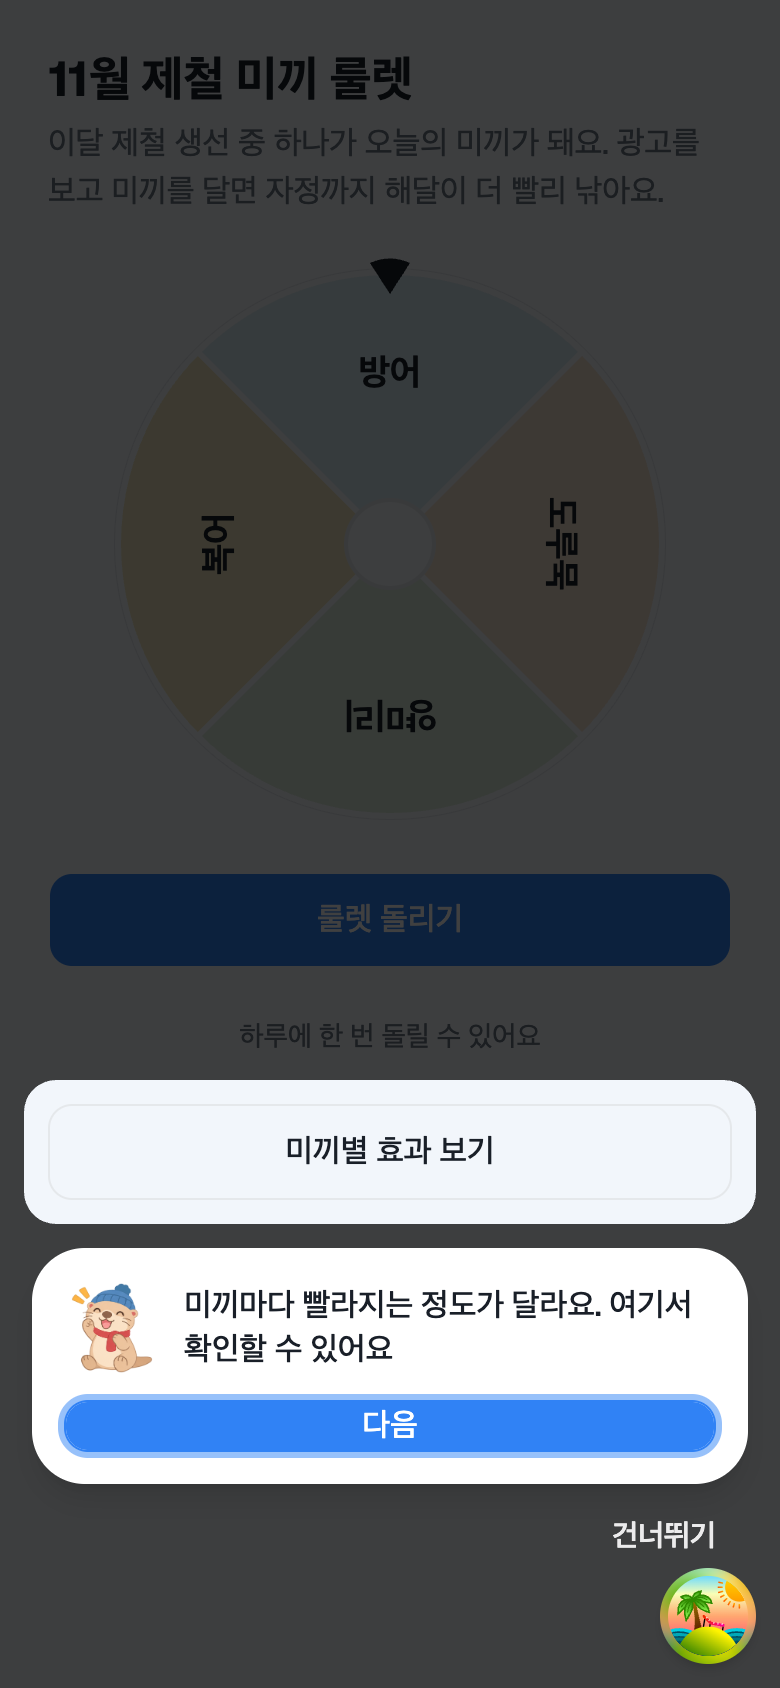 11월 제철 미끼 룰렛
이달 제철 생선 중 하나가 오늘의 미끼가 돼요. 광고를
보고 미끼를 달면 자정까지 해달이 더 빨리 낚아요.
방어
복어
도루묵
양미리
룰렛 돌리기
하루에 한 번 돌릴 수 있어요
미끼별 효과 보기
미끼마다 빨라지는 정도가 달라요. 여기서
확인할 수 있어요
다음
건너뛰기